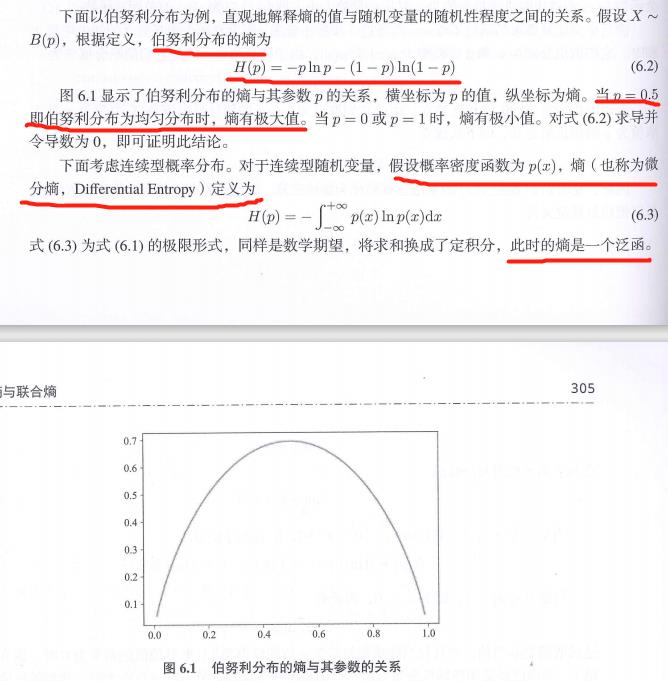 下面以伯努利分布为例，直观地解释熵的值与随机变量的随机性程度之间的关系。假设 X ∼
B(p)，根据定义，伯努利分布的熵为
H(p) = −p ln p − (1 − p) ln(1 − p) (6.2)
图 6.1 显示了伯努利分布的熵与其参数 p 的关系，横坐标为 p 的值，纵坐标为熵。当 p = 0.5
即伯努利分布为均匀分布时，熵有极大值。当 p = 0 或 p = 1 时，熵有极小值。对式 (6.2) 求导并
令导数为 0，即可证明此结论。
下面考虑连续型概率分布。对于连续型随机变量，假设概率密度函数为 p(x)，熵（也称为微
分熵，Differential Entropy）定义为
H(p) = − ∫_{−∞}^{+∞} p(x) ln p(x)dx (6.3)
式 (6.3) 为式 (6.1) 的极限形式，同样是数学期望，将求和换成了定积分，此时的熵是一个泛函。
与联合熵 305
0.7
0.6
0.5
0.4
0.3
0.2
0.1
0.0 0.2 0.4 0.6 0.8 1.0
图 6.1 伯努利分布的熵与其参数的关系